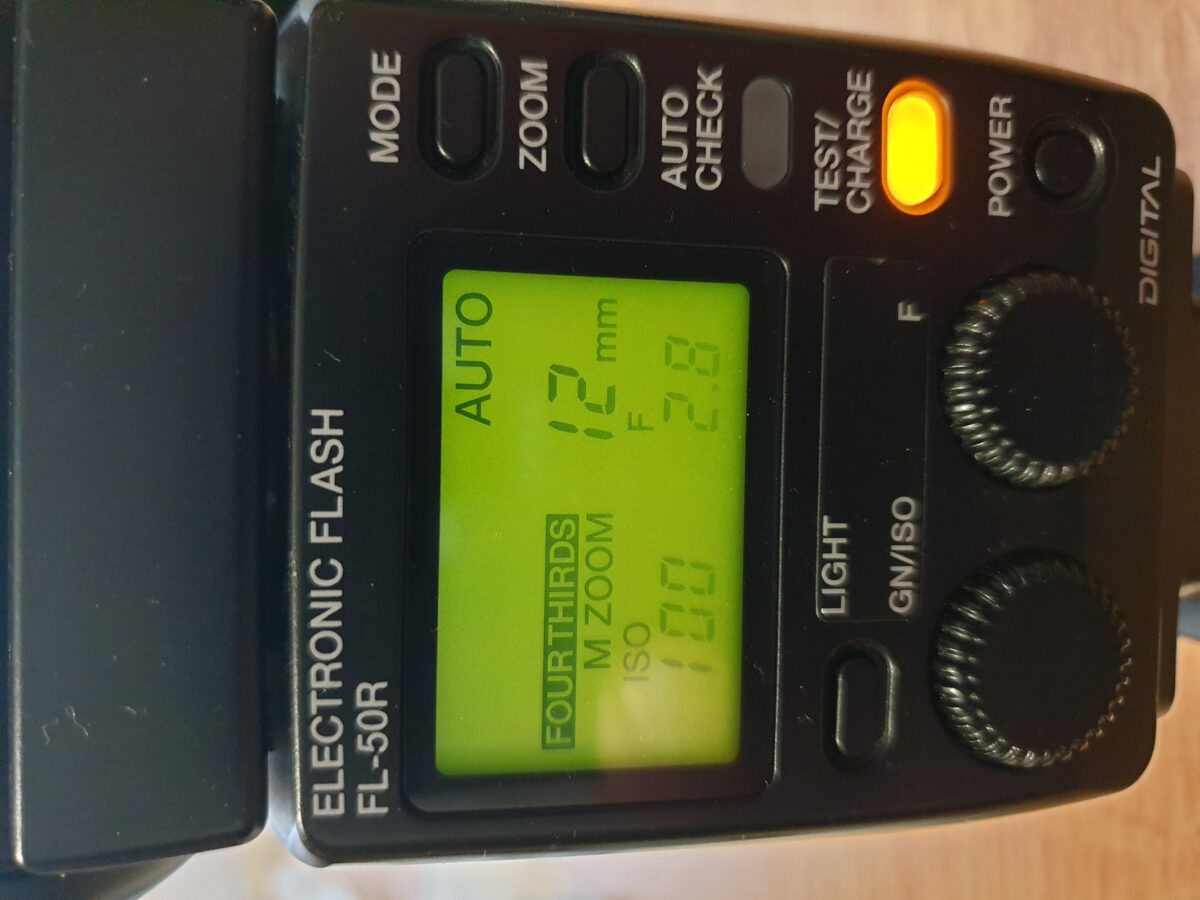 ELECTRONIC FLASH
FL-50R
AUTO
FOURTHIRDS
M ZOOM
12 mm
ISO
F
100
2.8
MODE
ZOOM
AUTO
CHECK
TEST/
CHARGE
POWER
LIGHT
GN/ISO
F
DIGITAL